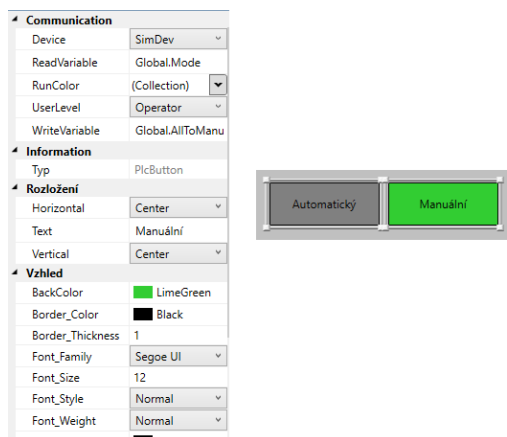 Communication
Device SimDev
ReadVariable Global.Mode
RunColor (Collection)
UserLevel Operator
WriteVariable Global.AllToManu
Information
Typ PlcButton
Rozložení
Horizontal Center
Text Manuální
Vertical Center
Vzhled
BackColor LimeGreen
Border_Color Black
Border_Thickness 1
Font_Family Segoe UI
Font_Size 12
Font_Style Normal
Font_Weight Normal
Automatický Manuální